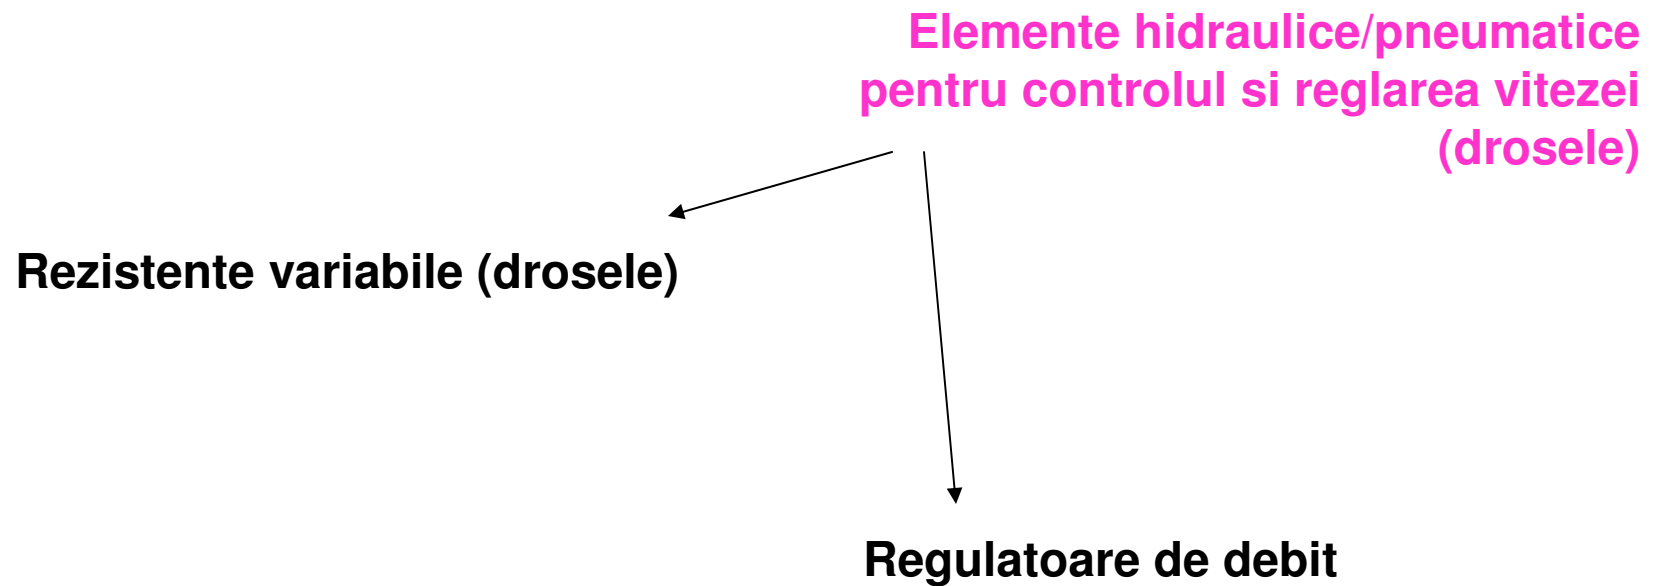 Elemente hidraulice/pneumatice
pentru controlul si reglarea vitezei
(drosele)
Rezistente variabile (drosele)
Regulatoare de debit